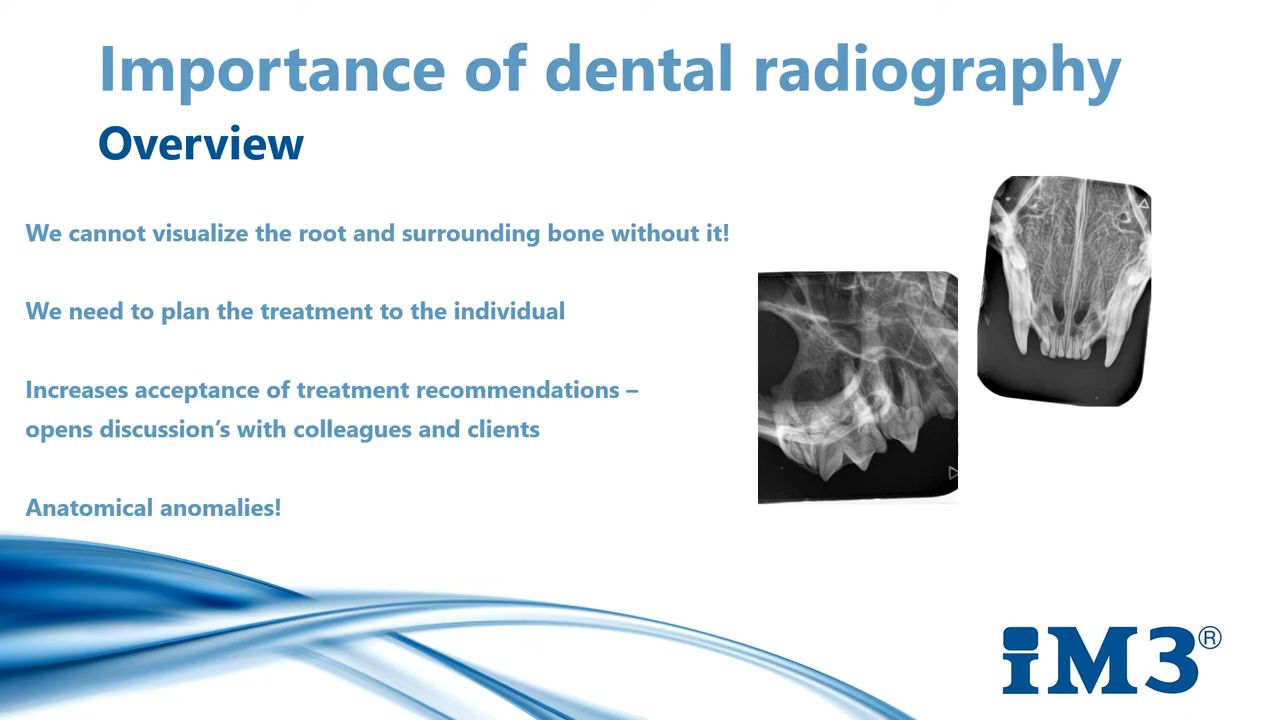 Importance of dental radiography
Overview
We cannot visualize the root and surrounding bone without it!
We need to plan the treatment to the individual
Increases acceptance of treatment recommendations –
opens discussion’s with colleagues and clients
Anatomical anomalies!
iM3®